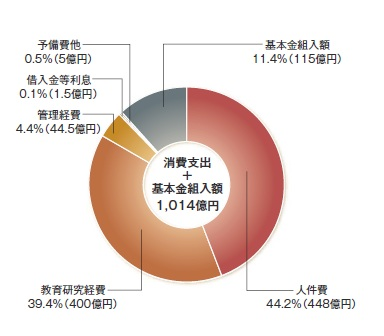 予備費他
0.5%(5億円)
基本金組入額
11.4%(115億円)
借入金等利息
0.1%(1.5億円)
管理経費
4.4%(44.5億円)
消費支出
+
基本金組入額
1,014億円
教育研究経費
39.4%(400億円)
人件費
44.2%(448億円)